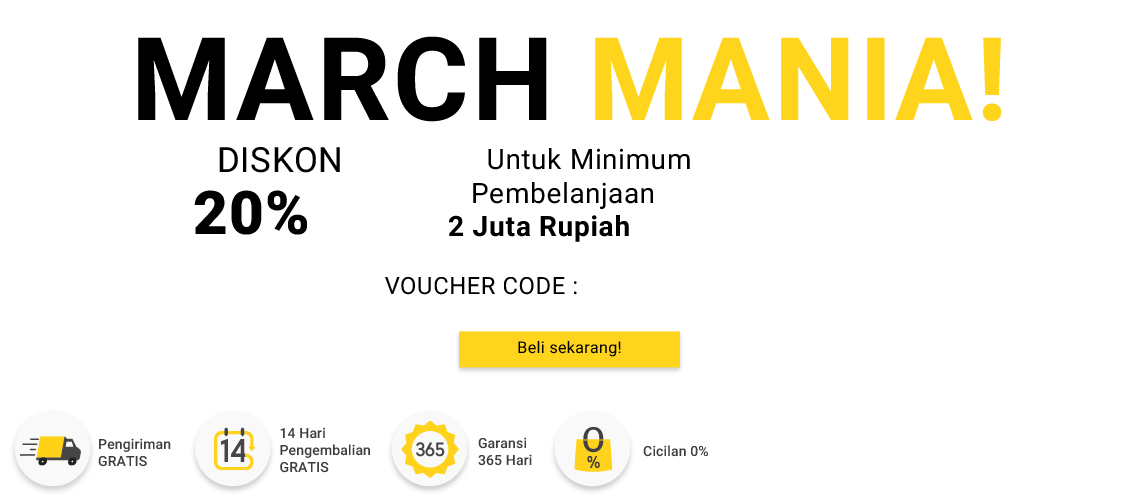 MARCH MANIA!
DISKON
20%
Untuk Minimum
Pembelanjaan
2 Juta Rupiah
VOUCHER CODE :
Beli sekarang!
Pengiriman
GRATIS
14
14 Hari
Pengembalian
GRATIS
365
Garansi
365 Hari
0
%
Cicilan 0%